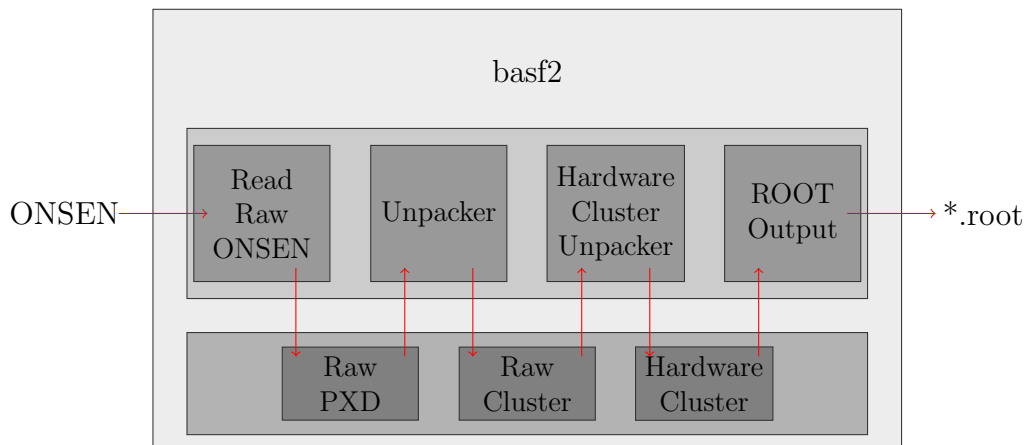 basf2
ONSEN
Read
Raw
ONSEN
Unpacker
Hardware
Cluster
Unpacker
ROOT
Output
*.root
Raw
PXD
Raw
Cluster
Hardware
Cluster